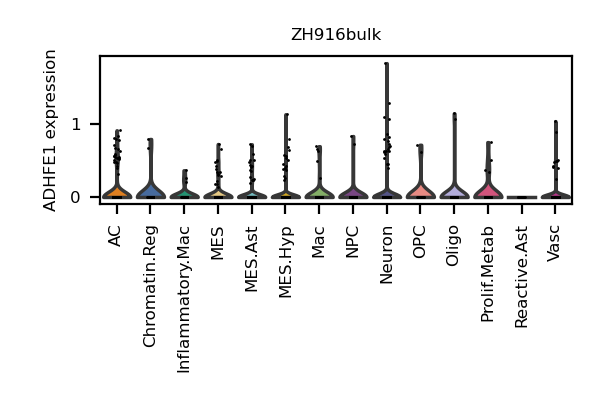 ZH916bulk
ADHFE1 expression
1
0
AC
Chromatin.Reg
Inflammatory.Mac
MES
MES.Ast
MES.Hyp
Mac
NPC
Neuron
OPC
Oligo
Prolif.Metab
Reactive.Ast
Vasc